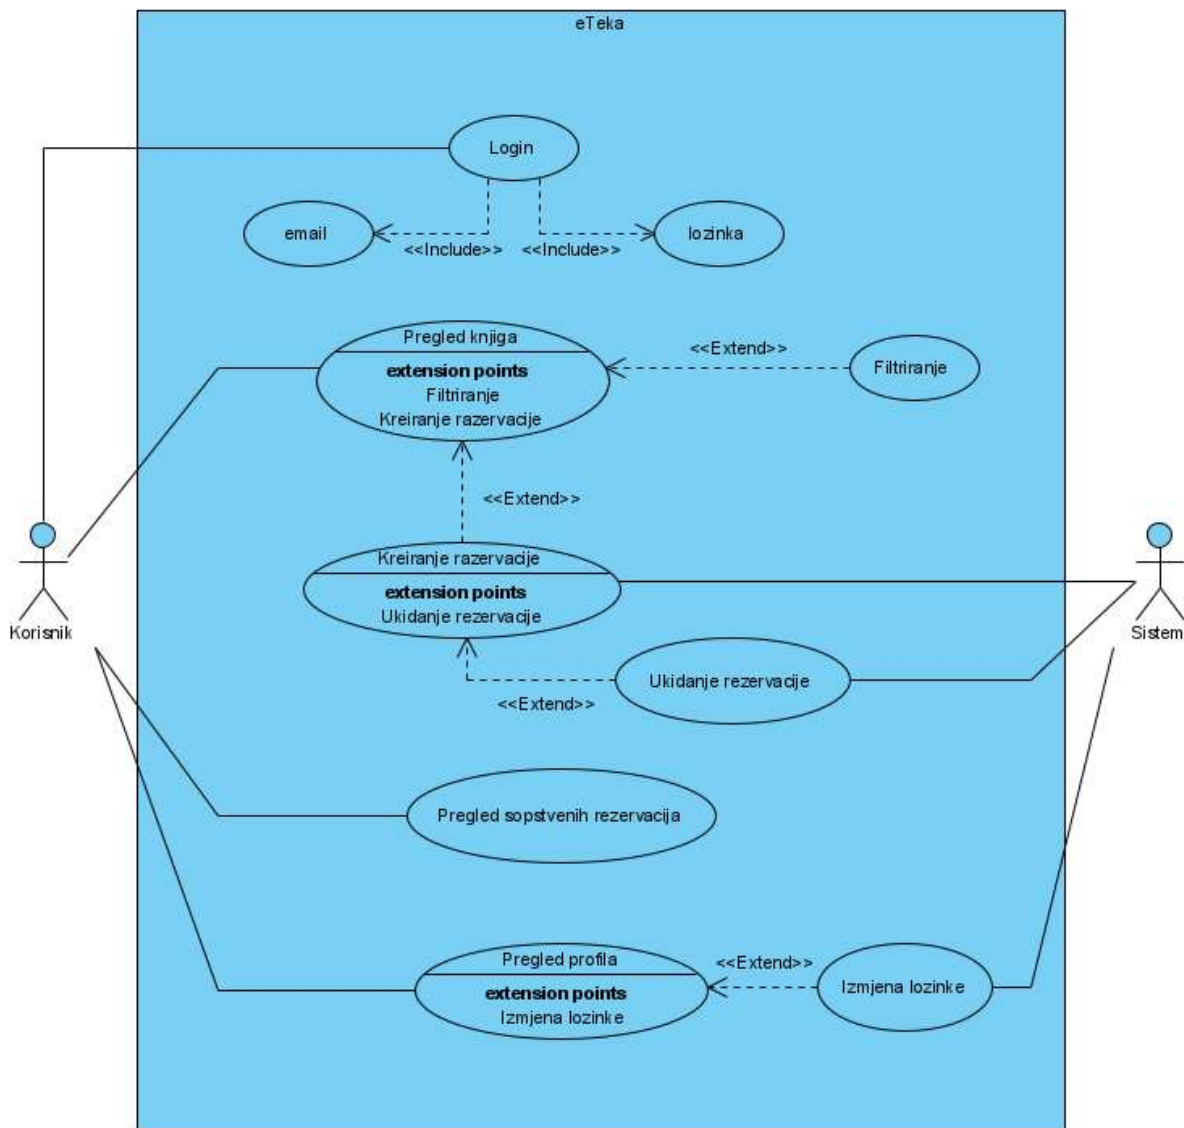 eTeka
Login
email
<<Include>>
<<Include>>
lozinka
Pregled knjiga
extension points
Filtriranje
Kreiranje razervacije
<<Extend>>
Filtriranje
<<Extend>>
Kreiranje razervacije
extension points
Ukidanje rezervacije
Korisnik
Sistem
Ukidanje rezervacije
<<Extend>>
Pregled sopstvenih rezervacija
Pregled profila
extension points
Izmjena lozinke
<<Extend>>
Izmjena lozinke